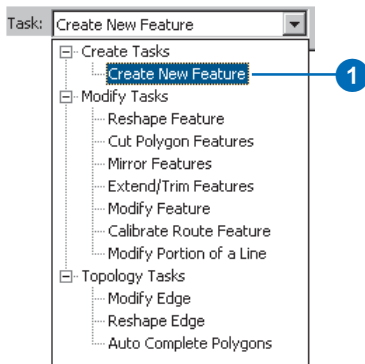 Task: Create New Feature
Create Tasks
Create New Feature 1
Modify Tasks
Reshape Feature
Cut Polygon Features
Mirror Features
Extend/Trim Features
Modify Feature
Calibrate Route Feature
Modify Portion of a Line
Topology Tasks
Modify Edge
Reshape Edge
Auto Complete Polygons